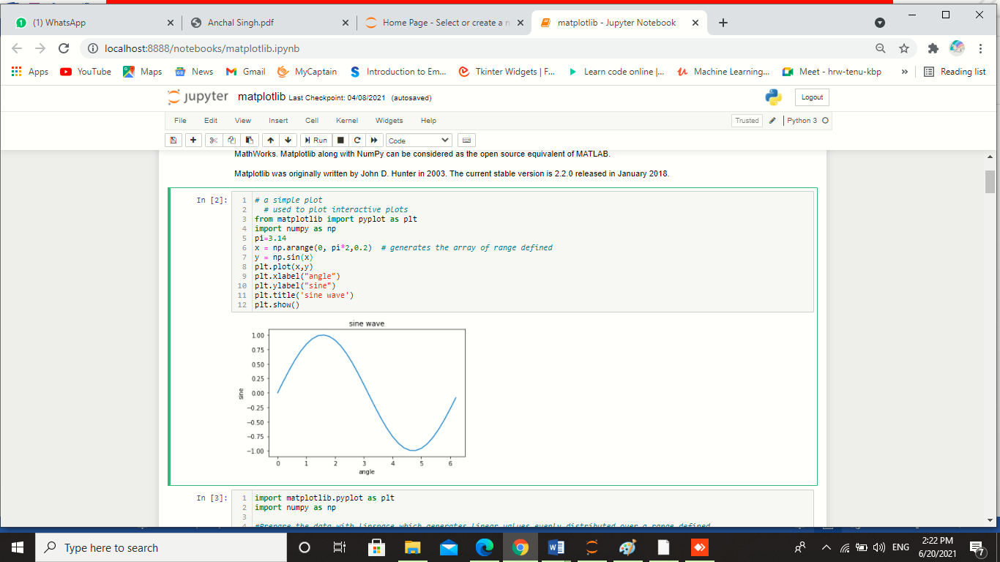 (1) WhatsApp
Anchal Singh.pdf
Home Page - Select or create a n
matplotlib - Jupyter Notebook
localhost:8888/notebooks/matplotlib.ipynb
Apps YouTube Maps News Gmail MyCaptain Introduction to Em... Tkinter Widgets | F... Learn code online |... Machine Learning... Meet - hrw-tenu-kbp » Reading list
jupyter matplotlib Last Checkpoint: 04/08/2021 (autosaved) Logout
File Edit View Insert Cell Kernel Widgets Help Trusted Python 3
Run Code
MathWorks. Matplotlib along with NumPy can be considered as the open source equivalent of MATLAB.
Matplotlib was originally written by John D. Hunter in 2003. The current stable version is 2.2.0 released in January 2018.
In [2]:
1 # a simple plot
2 # used to plot interactive plots
3 from matplotlib import pyplot as plt
4 import numpy as np
5 pi=3.14
6 x = np.arange(0, pi*2,0.2) # generates the array of range defined
7 y = np.sin(x)
8 plt.plot(x,y)
9 plt.xlabel("angle")
10 plt.ylabel("sine")
11 plt.title('sine wave')
12 plt.show()
sine wave
1.00
0.75
0.50
0.25
0.00
−0.25
−0.50
−0.75
−1.00
sine
0 1 2 3 4 5 6
angle
In [3]:
1 import matplotlib.pyplot as plt
2 import numpy as np
3
4 #Prepare the data with linspace which generates linear values evenly distributed over a range defined
Type here to search
ENG
2:22 PM
6/20/2021
7